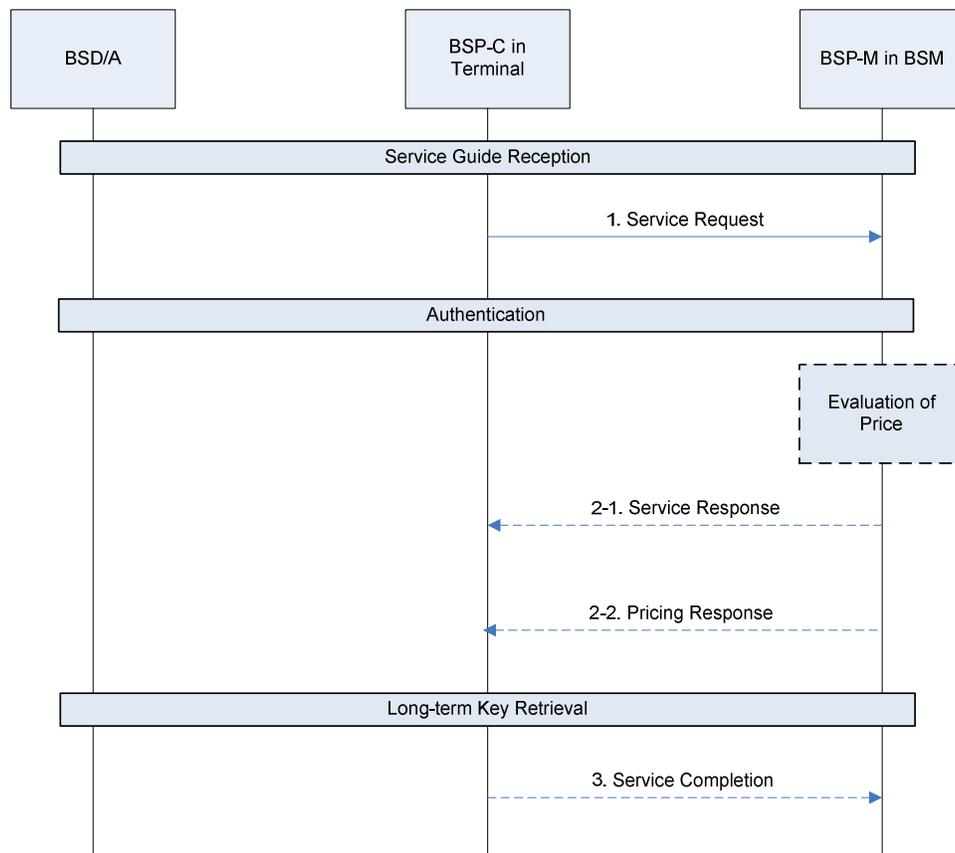 BSD/A
BSP-C in
Terminal
BSP-M in BSM
Service Guide Reception
1. Service Request
Authentication
Evaluation of
Price
2-1. Service Response
2-2. Pricing Response
Long-term Key Retrieval
3. Service Completion